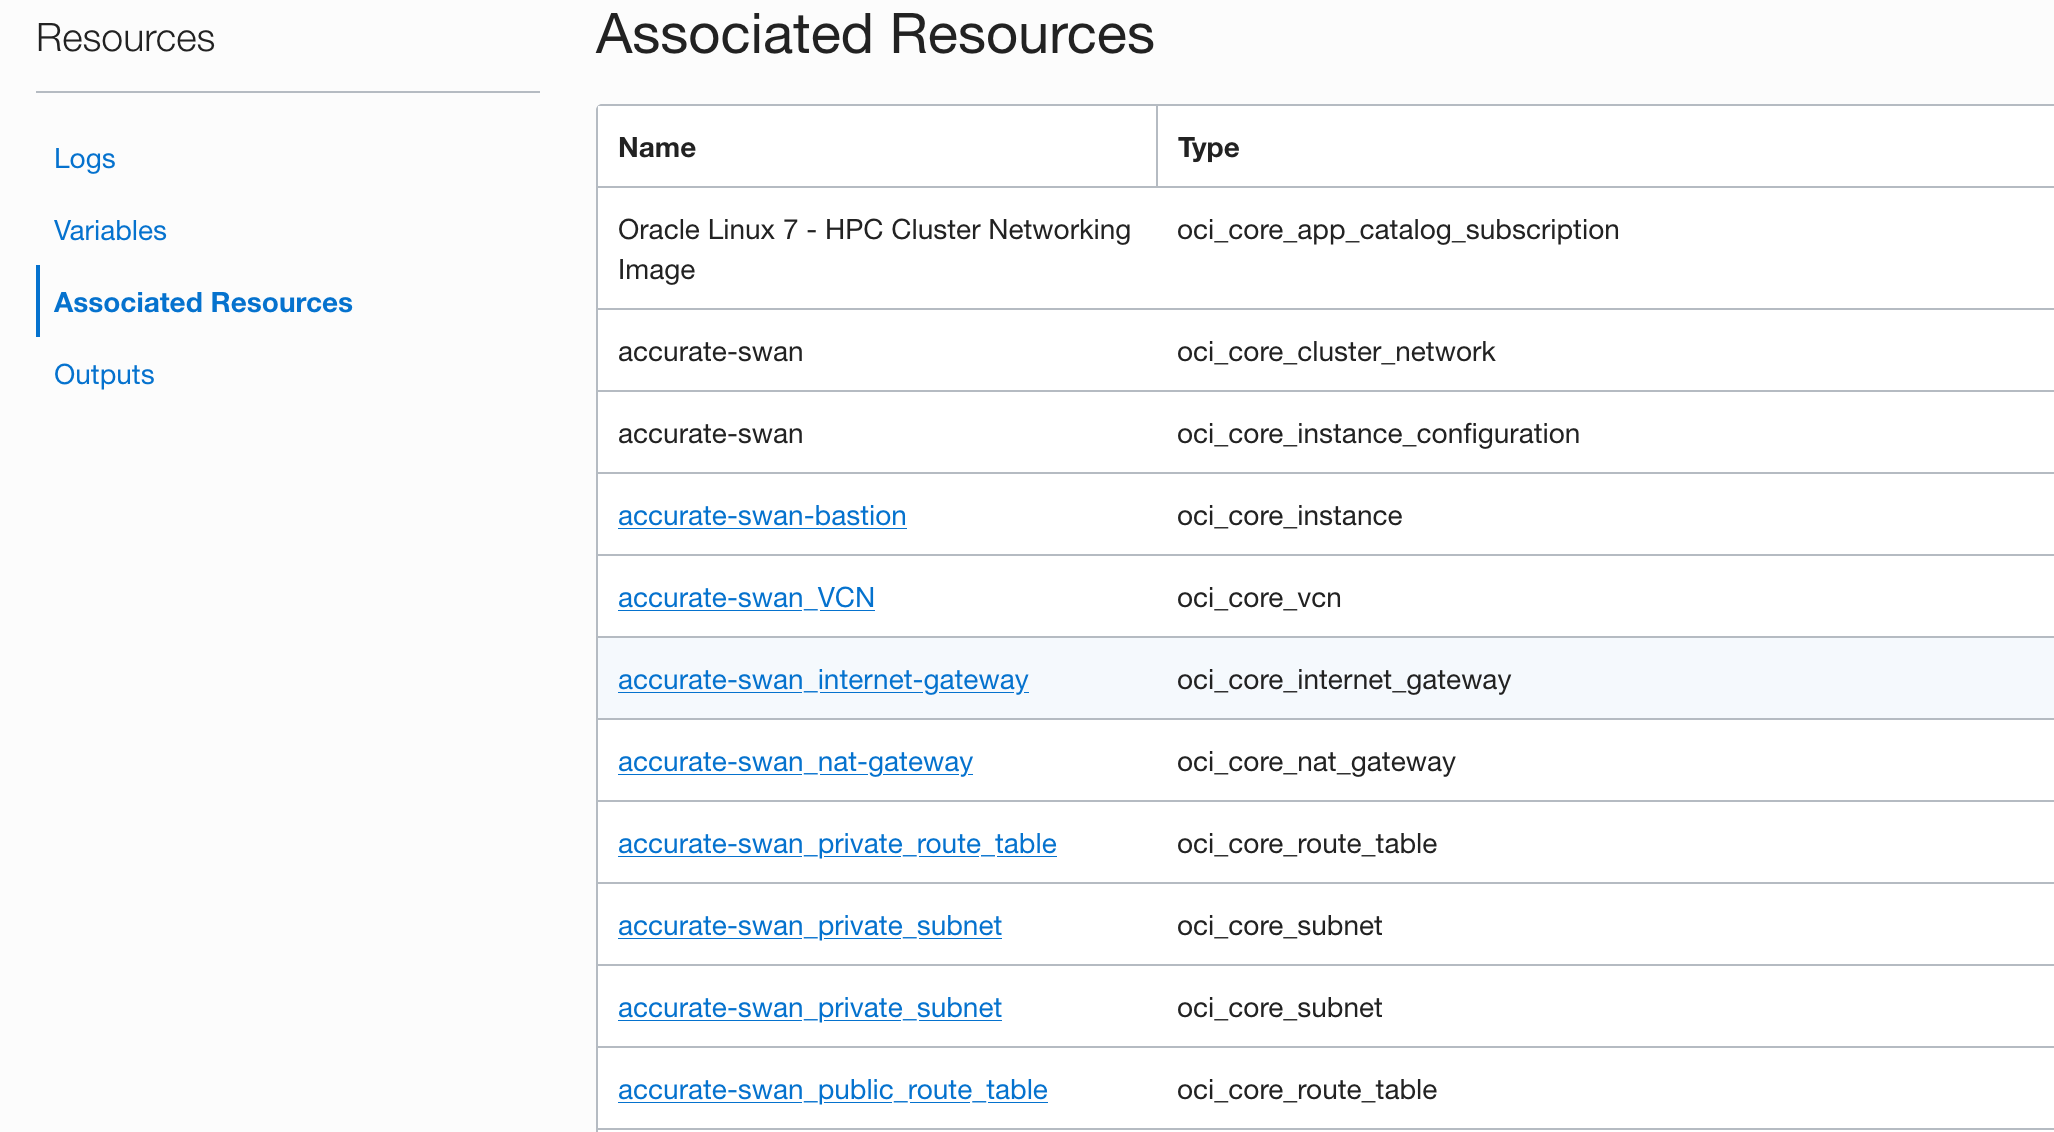 Resources
Logs
Variables
Associated Resources
Outputs
Associated Resources
Name Type
Oracle Linux 7 - HPC Cluster Networking Image oci_core_app_catalog_subscription
accurate-swan oci_core_cluster_network
accurate-swan oci_core_instance_configuration
accurate-swan-bastion oci_core_instance
accurate-swan_VCN oci_core_vcn
accurate-swan_internet-gateway oci_core_internet_gateway
accurate-swan_nat-gateway oci_core_nat_gateway
accurate-swan_private_route_table oci_core_route_table
accurate-swan_private_subnet oci_core_subnet
accurate-swan_private_subnet oci_core_subnet
accurate-swan_public_route_table oci_core_route_table